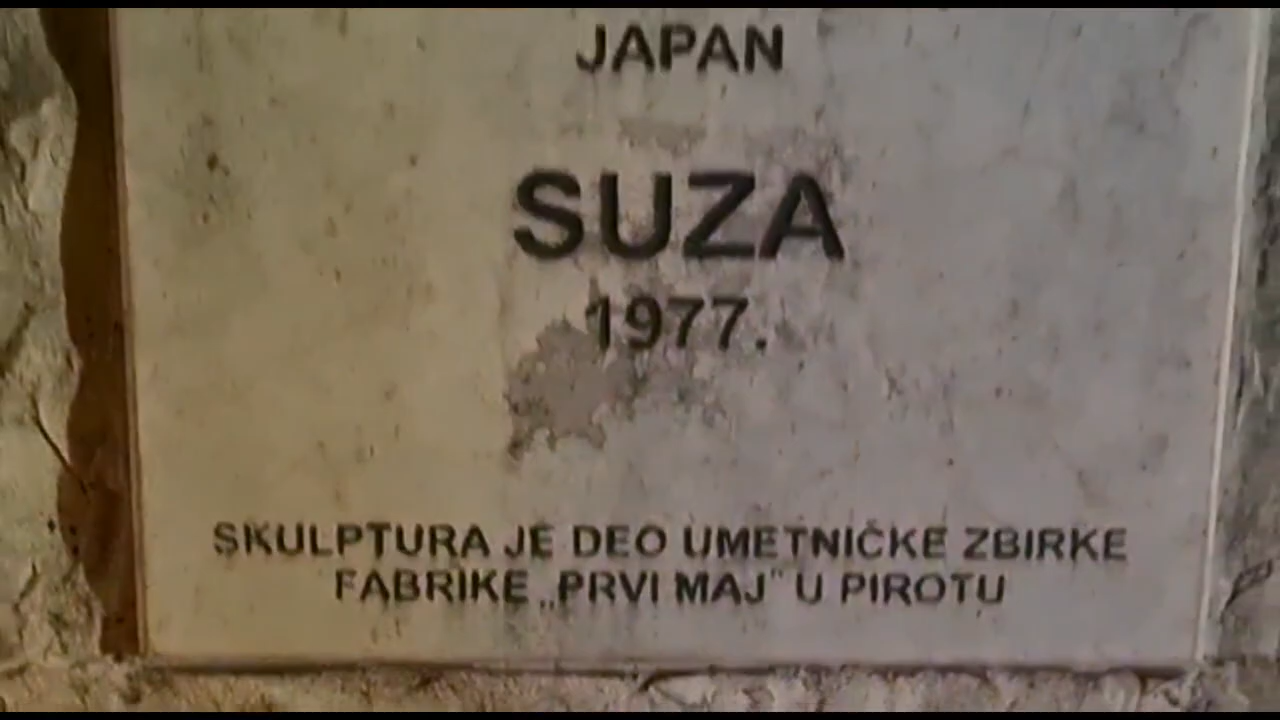 JAPAN
SUZA
1977.
SKULPTURA JE DEO UMETNIČKE ZBIRKE
FABRIKE „PRVI MAJ" U PIROTU